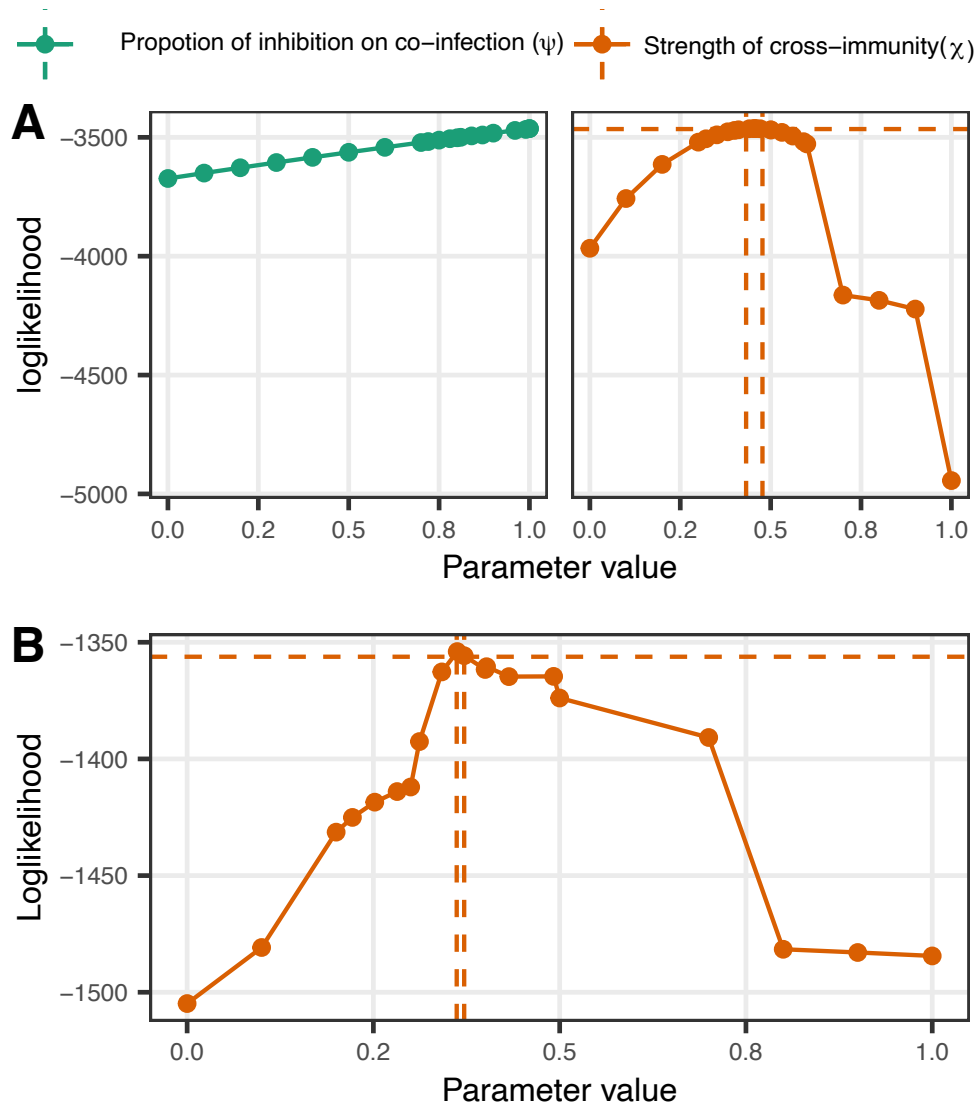 Propotion of inhibition on co−infection (ψ) Strength of cross−immunity(χ)
A
−3500
−4000
−4500
−5000
loglikelihood
0.0 0.2 0.5 0.8 1.0 0.0 0.2 0.5 0.8 1.0
Parameter value Parameter value
B
−1350
−1400
−1450
−1500
Loglikelihood
0.0 0.2 0.5 0.8 1.0
Parameter value